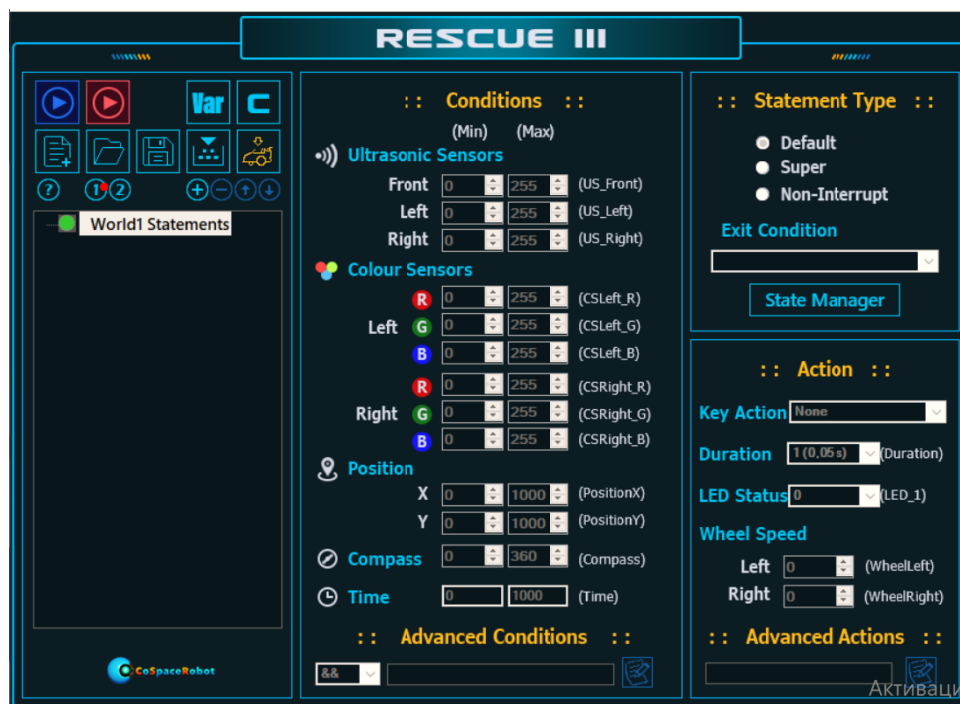 RESCUE III
Var C
? 1 2
World1 Statements
CoSpaceRobot
:: Conditions ::
(Min) (Max)
Ultrasonic Sensors
Front 0 255 (US_Front)
Left 0 255 (US_Left)
Right 0 255 (US_Right)
Colour Sensors
R 0 255 (CSLeft_R)
Left G 0 255 (CSLeft_G)
B 0 255 (CSLeft_B)
R 0 255 (CSRight_R)
Right G 0 255 (CSRight_G)
B 0 255 (CSRight_B)
Position
X 0 1000 (PositionX)
Y 0 1000 (PositionY)
Compass 0 360 (Compass)
Time 0 1000 (Time)
:: Advanced Conditions ::
&&
:: Statement Type ::
Default
Super
Non-Interrupt
Exit Condition
State Manager
:: Action ::
Key Action None
Duration 1 (0,05 s) (Duration)
LED Status 0 (LED_1)
Wheel Speed
Left 0 (WheelLeft)
Right 0 (WheelRight)
:: Advanced Actions ::
Активаци